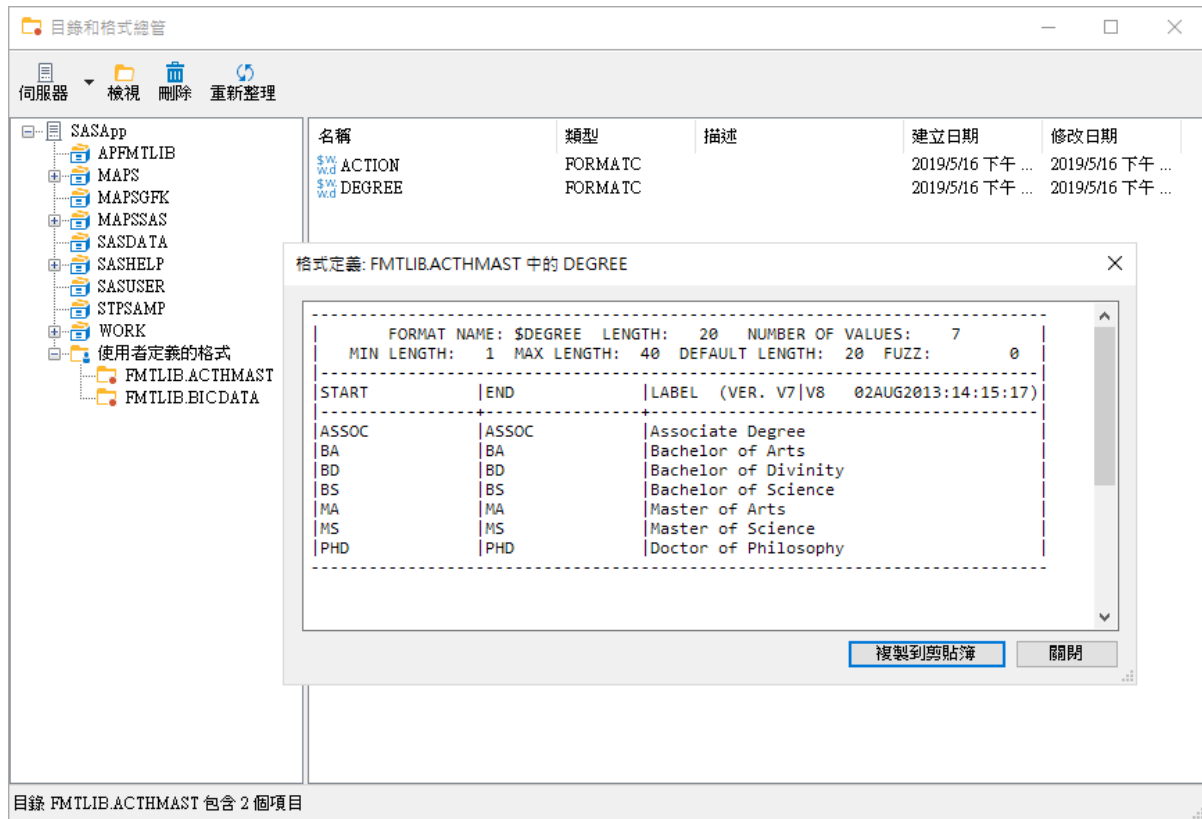 目錄和格式總管
伺服器 檢視 刪除 重新整理
SASApp
APFMTLIB
MAPS
MAPSGFK
MAPSSAS
SASDATA
SASHELP
SASUSER
STPSAMP
WORK
使用者定義的格式
FMTLIB.ACTHMAST
FMTLIB.BICDATA
名稱 類型 描述 建立日期 修改日期
$w. w.d ACTION FORMATC 2019/5/16 下午 ... 2019/5/16 下午 ...
$w. w.d DEGREE FORMATC 2019/5/16 下午 ... 2019/5/16 下午 ...
格式定義: FMTLIB.ACTHMAST 中的 DEGREE
| FORMAT NAME: $DEGREE LENGTH: 20 NUMBER OF VALUES: 7 |
| MIN LENGTH: 1 MAX LENGTH: 40 DEFAULT LENGTH: 20 FUZZ: 0 |
|START |END |LABEL (VER. V7|V8 02AUG2013:14:15:17)|
|ASSOC |ASSOC |Associate Degree |
|BA |BA |Bachelor of Arts |
|BD |BD |Bachelor of Divinity |
|BS |BS |Bachelor of Science |
|MA |MA |Master of Arts |
|MS |MS |Master of Science |
|PHD |PHD |Doctor of Philosophy |
複製到剪貼簿 關閉
目錄 FMTLIB.ACTHMAST 包含 2 個項目